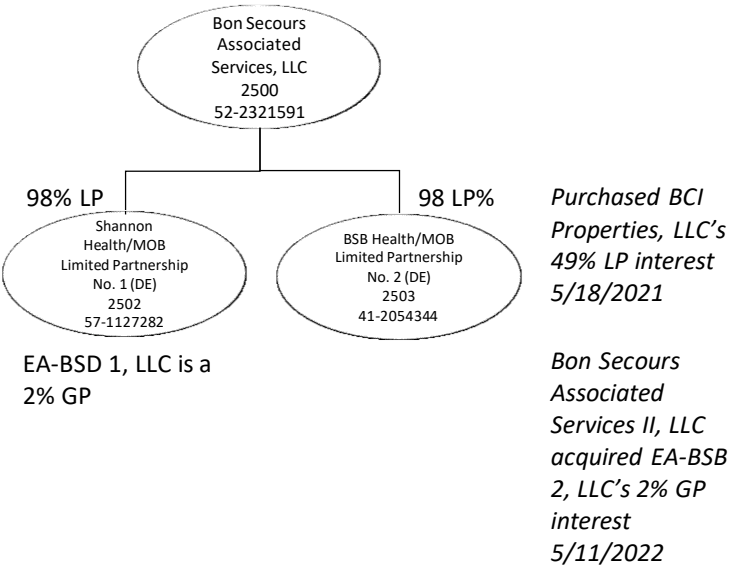 Bon Secours
Associated
Services, LLC
2500
52-2321591
98% LP
98 LP%
Shannon
Health/MOB
Limited Partnership
No. 1 (DE)
2502
57-1127282
BSB Health/MOB
Limited Partnership
No. 2 (DE)
2503
41-2054344
EA-BSD 1, LLC is a
2% GP
Purchased BCI
Properties, LLC’s
49% LP interest
5/18/2021
Bon Secours
Associated
Services II, LLC
acquired EA-BSB
2, LLC’s 2% GP
interest
5/11/2022